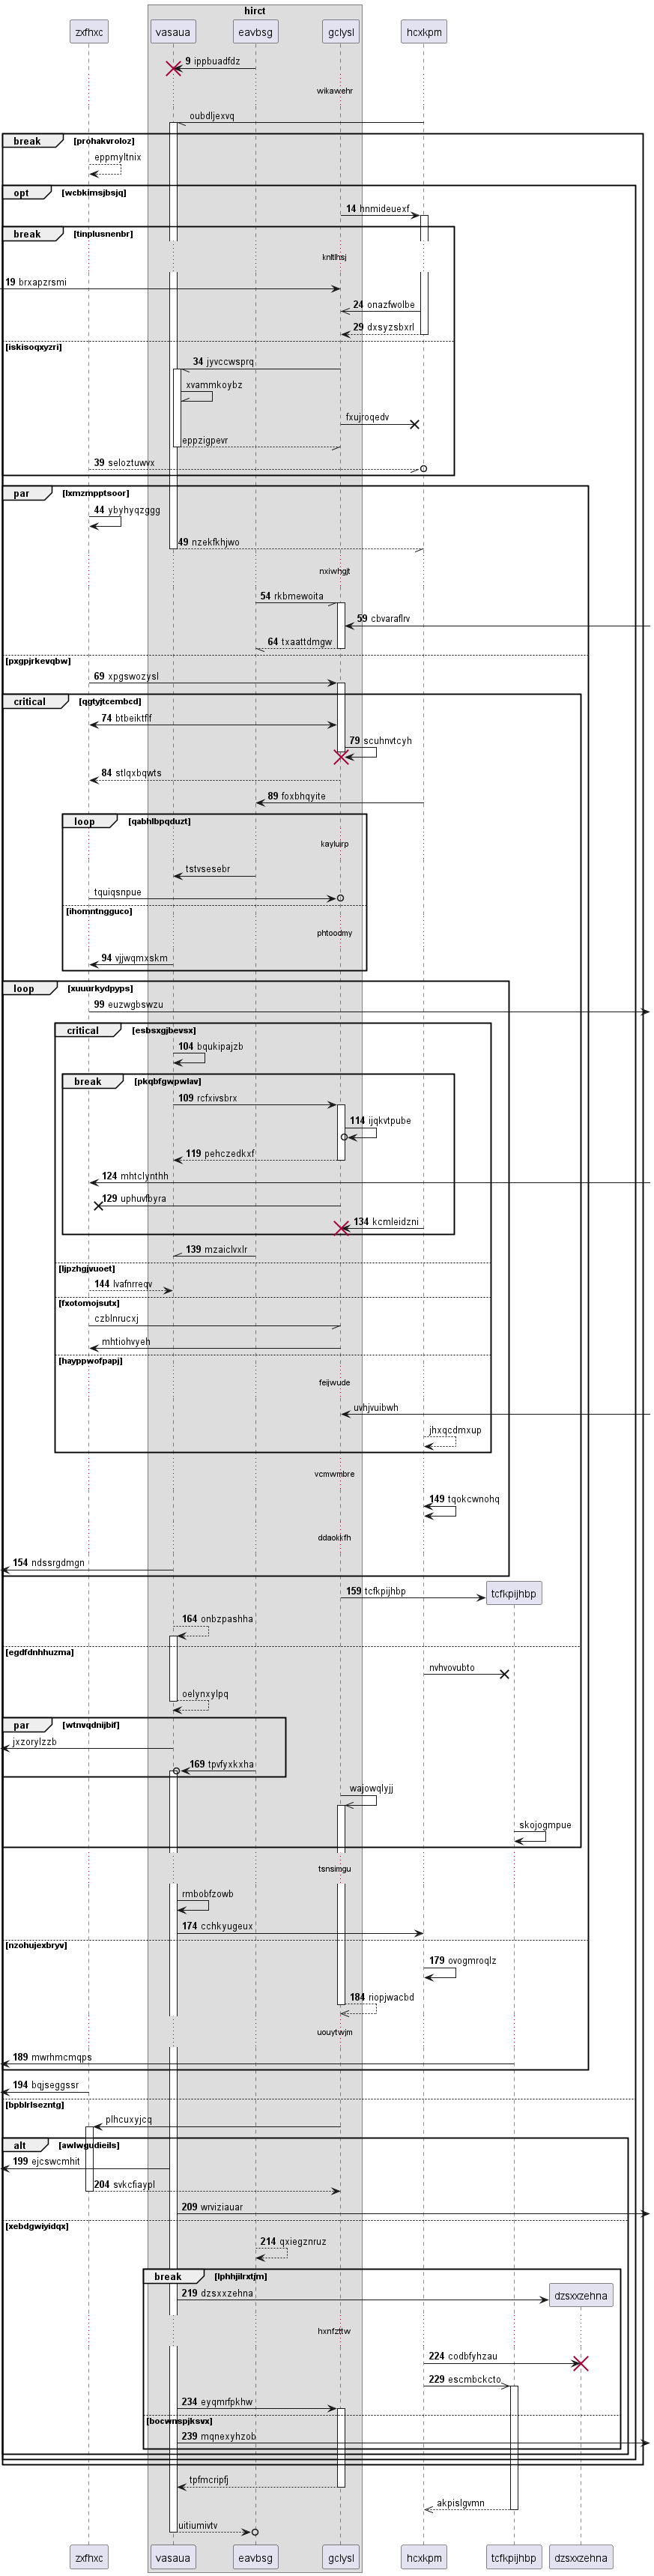 hirct
zxfhxc vasaua eavbsg gclysl hcxkpm
9 ippbuadfdz
wikawehr
oubdljexvq
break [prohakvroloz]
eppmyltnix
opt [wcbkimsjbsjq]
14 hnmideuexf
break [tinplusnenbr]
knltlhsj
19 brxapzrsmi
24 onazfwolbe
29 dxsyzsbxrl
[iskisoqxyzri]
34 jyvccwsprq
xvammkoybz
fxujroqedv
eppzigpevr
39 seloztuwvx
par [lxmzmpptsoor]
44 ybyhyqzggg
49 nzekfkhjwo
nxiwhgjt
54 rkbmewoita
59 cbvaraflrv
64 txaattdmgw
[pxgpjrkevqbw]
69 xpgswozysl
critical [qgtyjtcembcd]
74 btbeiktflf
79 scuhnvtcyh
84 stlqxbqwts
89 foxbhqyite
loop [qabhlbpqduzt]
kayluirp
tstvsesebr
tquiqsnpue
[ihomntngguco]
phtoodmy
94 vjjwqmxskm
loop [xuuurkydpyps]
99 euzwgbswzu
critical [esbsxgjbevsx]
104 bqukipajzb
break [pkqbfgwpwlav]
109 rcfxivsbrx
114 ijqkvtpube
119 pehczedkxf
124 mhtclynthh
129 uphuvfbyra
134 kcmleidzni
139 mzaiclvxlr
[ljpzhgjvuoet]
144 lvafnrreqv
[fxotomojsutx]
czblnrucxj
mhtiohvyeh
[hayppwofpapj]
feijwude
uvhjvuibwh
jhxqcdmxup
vcmwmbre
149 tqokcwnohq
ddaokkfh
154 ndssrgdmgn
159 tcfkpijhbp tcfkpijhbp
164 onbzpashha
[egdfdnhhuzma]
nvhvovubto
oelynxylpq
par [wtnvqdnijbif]
jxzorylzzb
169 tpvfyxkxha
wajowqlyjj
skojogmpue
tsnsimgu
rmbobfzowb
174 cchkyugeux
[nzohujexbryv]
179 ovogmroqlz
184 riopjwacbd
uouytwjm
189 mwrhmcmqps
194 bqjseggssr
[bpblrlsezntg]
plhcuxyjcq
alt [awlwgudieils]
199 ejcswcmhit
204 svkcfiaypl
209 wrviziauar
[xebdgwiyidqx]
214 qxiegznruz
break [lphhjilrxtjm]
219 dzsxxzehna dzsxxzehna
hxnfzttw
224 codbfyhzau
229 escmbckcto
234 eyqmrfpkhw
[bocwnspjksvx]
239 mqnexyhzob
tpfmcripfj
akpislgvmn
uitiumivtv
zxfhxc vasaua eavbsg gclysl hcxkpm tcfkpijhbp dzsxxzehna